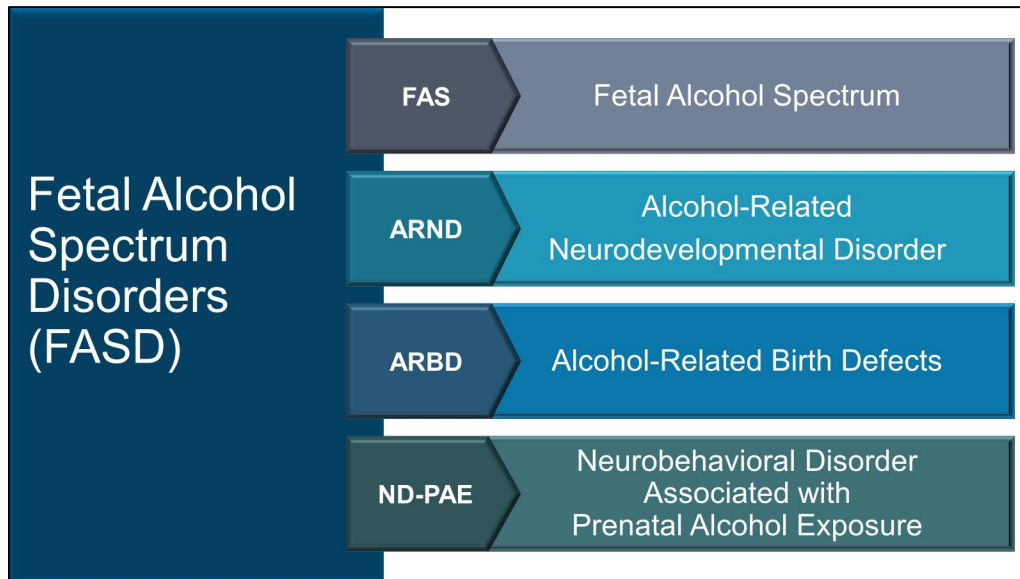 Fetal Alcohol
Spectrum
Disorders
(FASD)
FAS
Fetal Alcohol Spectrum
ARND
Alcohol-Related
Neurodevelopmental Disorder
ARBD
Alcohol-Related Birth Defects
ND-PAE
Neurobehavioral Disorder
Associated with
Prenatal Alcohol Exposure